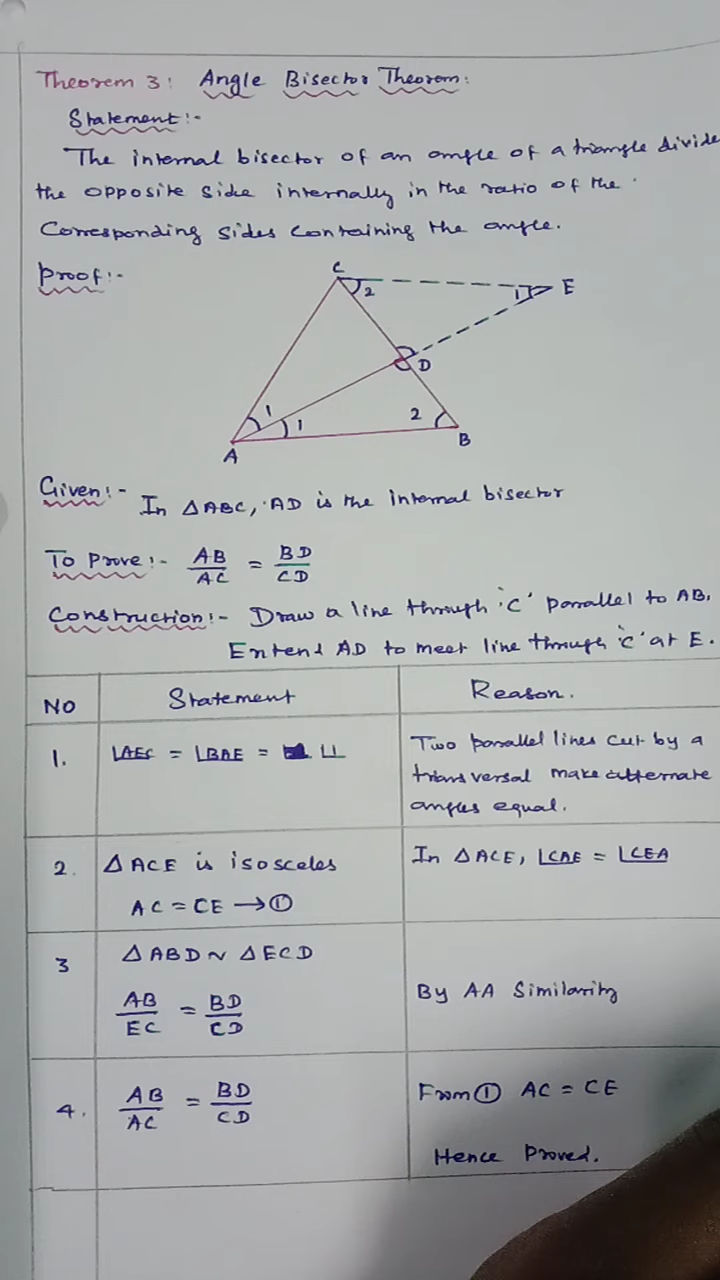 Theorem 3: Angle Bisector Theorem:
Statement:-
The internal bisector of an angle of a triangle divide
the opposite side internally in the ratio of the
Corresponding sides containing the angle.
Proof:-
C
2
1
E
D
1
1
2
A
B
Given:- In △ABC, AD is the internal bisector
To Prove:- AB/AC = BD/CD
Construction:- Draw a line through 'C' parallel to AB.
Extend AD to meet line through 'C' at E.
NO Statement Reason.
1. ∠AEC = ∠BAE = ∠1 Two parallel lines cut by a
transversal make alternate
angles equal.
2. △ACE is isosceles In △ACE, ∠CAE = ∠CEA
AC = CE → ①
3 △ABD ~ △ECD
AB/EC = BD/CD By AA Similarity
4. AB/AC = BD/CD From ① AC = CE
Hence Proved.